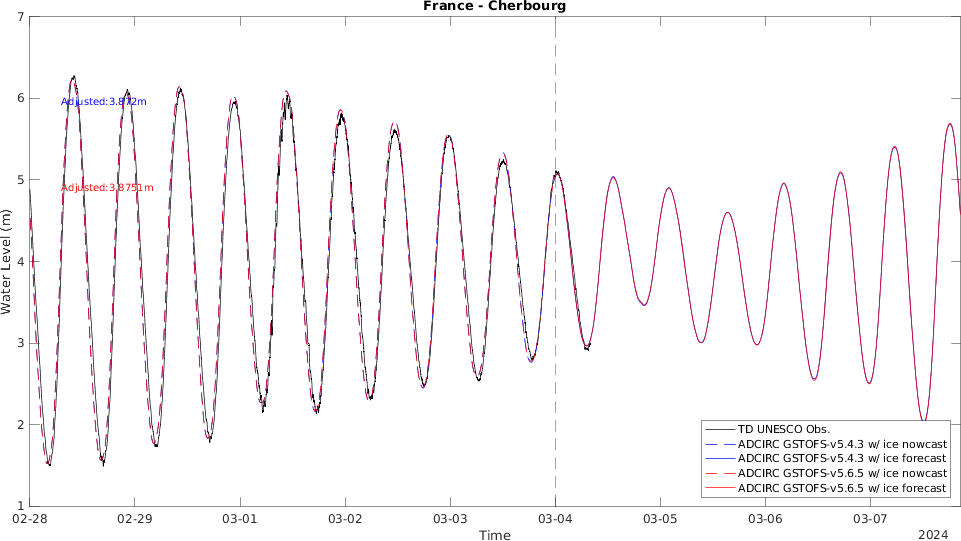 France - Cherbourg
7
6
5
4
3
2
1
Water Level (m)
Adjusted:3.872m
Adjusted:3.8751m
TD UNESCO Obs.
ADCIRC GSTOFS-v5.4.3 w/ ice nowcast
ADCIRC GSTOFS-v5.4.3 w/ ice forecast
ADCIRC GSTOFS-v5.6.5 w/ ice nowcast
ADCIRC GSTOFS-v5.6.5 w/ ice forecast
02-28 02-29 03-01 03-02 03-03 03-04 03-05 03-06 03-07
Time
2024